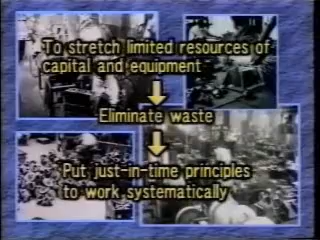 To stretch limited resources of
capital and equipment
Eliminate waste
Put just-in-time principles
to work systematically